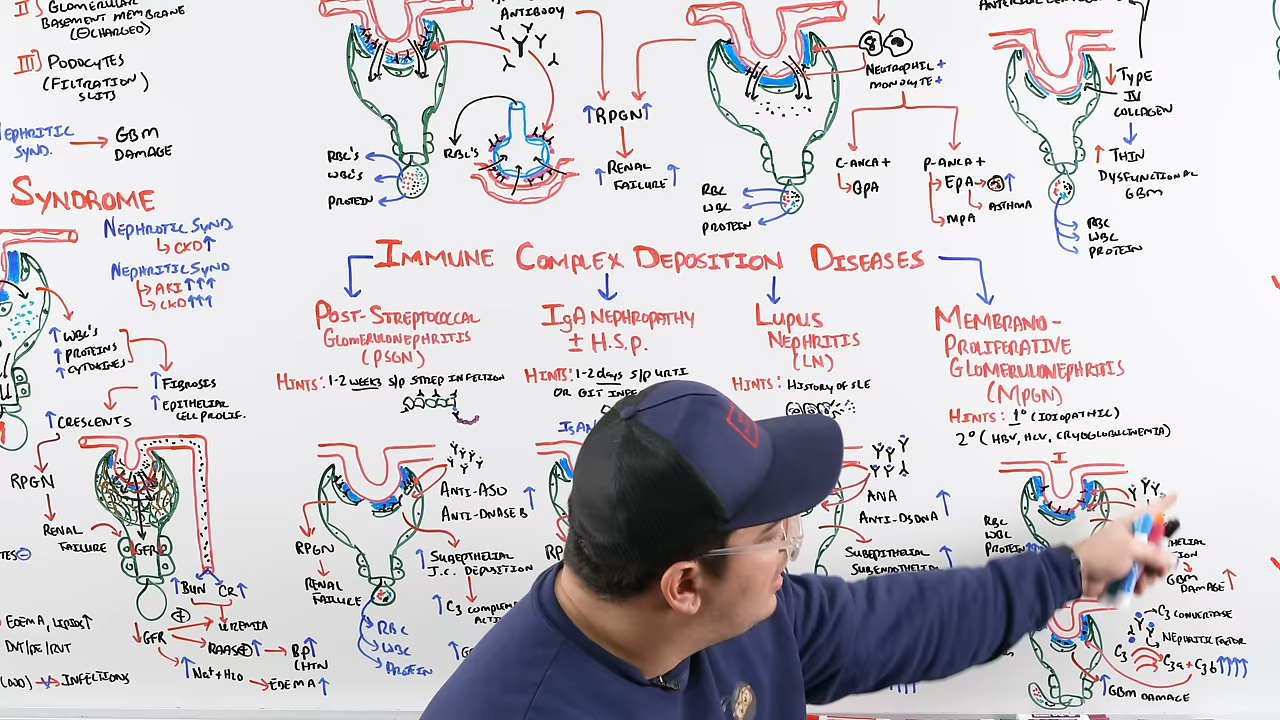 II) GLOMERULAR
BASEMENT MEMBRANE
(⊖CHARGED)
III) PODOCYTES
(FILTRATION)
SLITS
NEPHRITIC
SYND. → GBM
DAMAGE
SYNDROME
NEPHROTIC SYND.
↳ CKD↑
NEPHRITIC SYND
↳ AKI ↑↑↑
↳ CKD↑↑↑
↑ WBC'S
↑ PROTEINS
↑ CYTOKINES
↑ FIBROSIS
↑ EPITHELIAL
CELL PROLIF.
↑ CRESCENTS
RPGN
RENAL
FAILURE
GFR
↑BUN CR↑
⊕
↓GFR
UREMIA
RAAS⊕↑ → BP↑
(HTN
↑Na+ + H2O → EDEMA↑
EDEMA, LIPIDS↑
DVT/PE/RVT
→ INFECTIONS
ANTIBODY
RBC'S
WBC'S
PROTEIN
RBC'S
↑RPGN↑
↑RENAL
FAILURE↑
NEUTROPHIL +
MONOCYTE +
C-ANCA +
↳ GPA
P-ANCA +
EPA → ↑
↳ ASTHMA
MPA
RBC
WBC
PROTEIN
↓ TYPE
IV
COLLAGEN
↑ THIN
DYSFUNCTIONAL
GBM
RBC
WBC
PROTEIN
IMMUNE COMPLEX DEPOSITION DISEASES
POST-STREPTOCOCCAL
GLOMERULONEPHRITIS
(PSGN)
HINTS: 1-2 WEEKS S/P STREP INFECTION
ANTI-ASO ↑
ANTI-DNASE B
RPGN
RENAL
FAILURE
↑ SUBEPITHELIAL
I.C. DEPOSITION
↑ C3
RBC
WBC
PROTEIN
IgA NEPHROPATHY
± H.S.P.
HINTS: 1-2 days S/P URTI
OR GIT
LUPUS
NEPHRITIS
(LN)
HINTS: HISTORY OF SLE
ANA
ANTI-DSDNA ↑
SUBEPITHELIAL
MEMBRANO-
PROLIFERATIVE
GLOMERULONEPHRITIS
(MPGN)
HINTS: 1° (IDIOPATHIC)
2° (HBV, HCV, CRYOGLOBULINEMIA)
I
RBC
WBC
PROTEIN
GBM
DAMAGE ↑
C3 CONVERTASE
NEPHRITIC FACTOR
C3 C3a + C3b ↑↑↑↑
↑ GBM DAMAGE